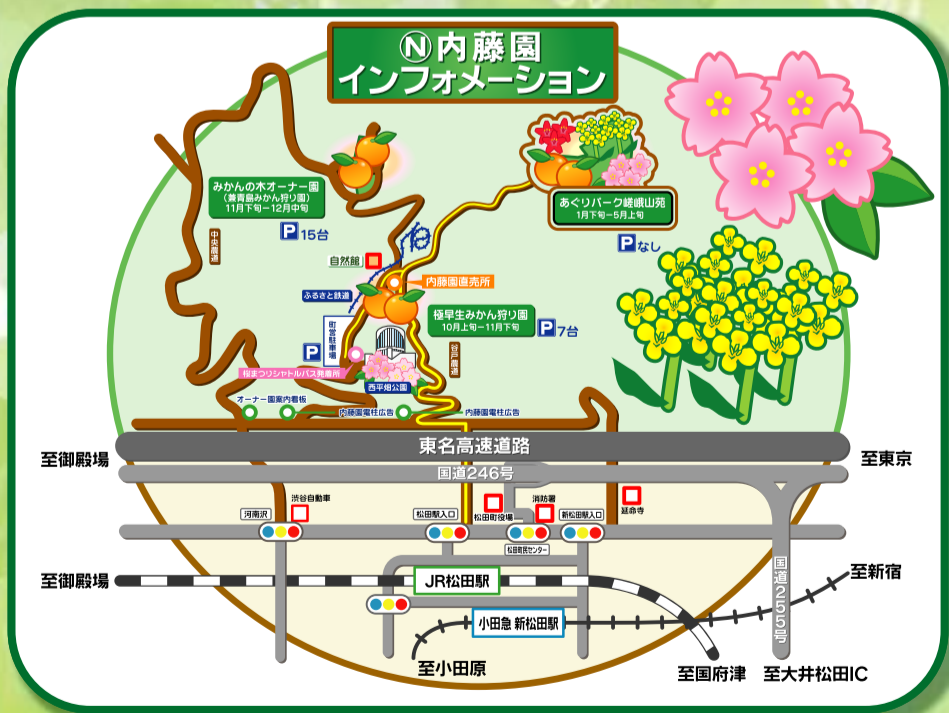 Ⓝ内藤園
インフォメーション
みかんの木オーナー園
(兼青島みかん狩り園)
11月下旬ー12月中旬
P 15台
中央農道
あぐりパーク嵯峨山苑
1月下旬ー5月上旬
P なし
自然館
内藤園直売所
ふるさと鉄道
極早生みかん狩り園
10月上旬ー11月下旬
P 7台
町営駐車場
P
谷戸農道
桜まつりシャトルバス発着所
西平畑公園
オーナー園案内看板
内藤園電柱広告
内藤園電柱広告
東名高速道路
至御殿場
至東京
国道246号
渋谷自動車
河南沢
松田駅入口
松田町役場
消防署
新松田駅入口
延命寺
松田町民センター
国道255号
至御殿場
JR松田駅
至新宿
小田急 新松田駅
至小田原
至国府津
至大井松田IC